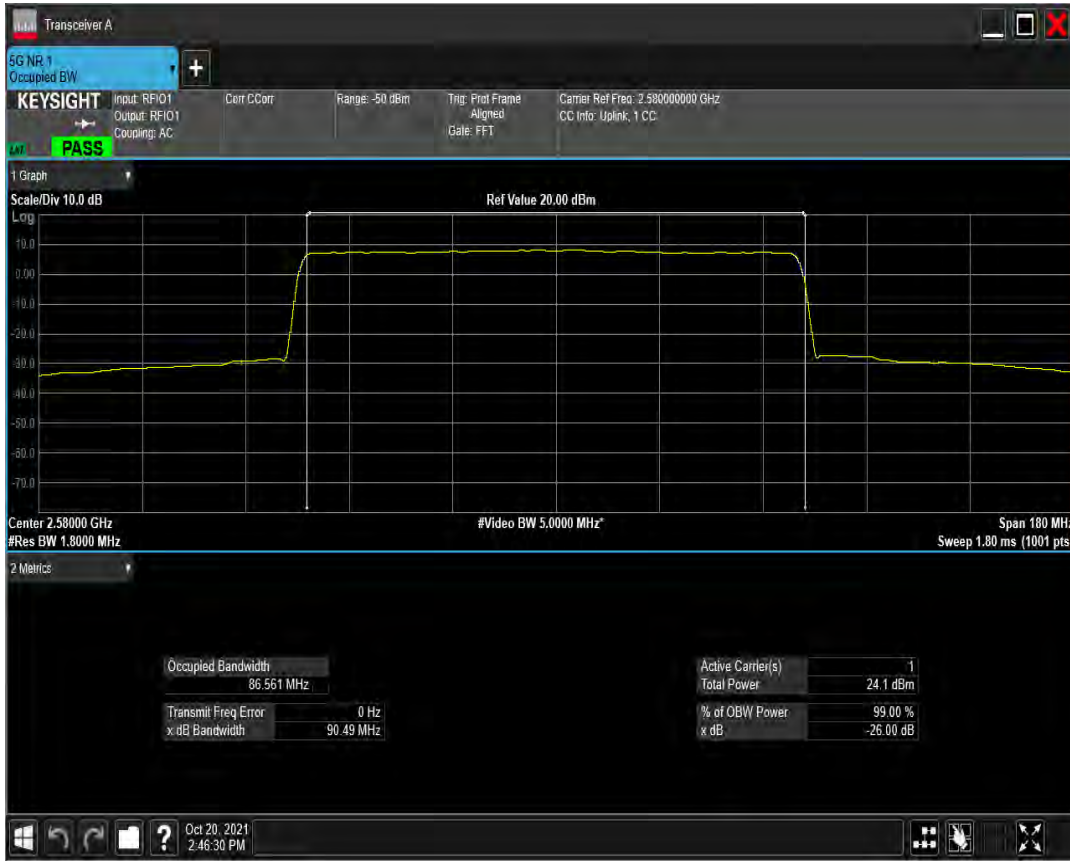 Transceiver A
5G NR 1
Occupied BW
+
KEYSIGHT
Input: RFIO1
Output: RFIO1
Coupling: AC
Corr CCorr
Range: -50 dBm
Trig: Prot Frame
Aligned
Gate: FFT
Carrier Ref Freq: 2.580000000 GHz
CC Info: Uplink, 1 CC
PASS
1 Graph
Scale/Div 10.0 dB
Ref Value 20.00 dBm
Log
10.0
0.00
-10.0
-20.0
-30.0
-40.0
-50.0
-60.0
-70.0
Center 2.58000 GHz
#Video BW 5.0000 MHz*
Span 180 MHz
#Res BW 1.8000 MHz
Sweep 1.80 ms (1001 pts
2 Metrics
Occupied Bandwidth
86.561 MHz
Transmit Freq Error 0 Hz
x dB Bandwidth 90.49 MHz
Active Carrier(s) 1
Total Power 24.1 dBm
% of OBW Power 99.00 %
x dB -26.00 dB
?
Oct 20, 2021
2:46:30 PM